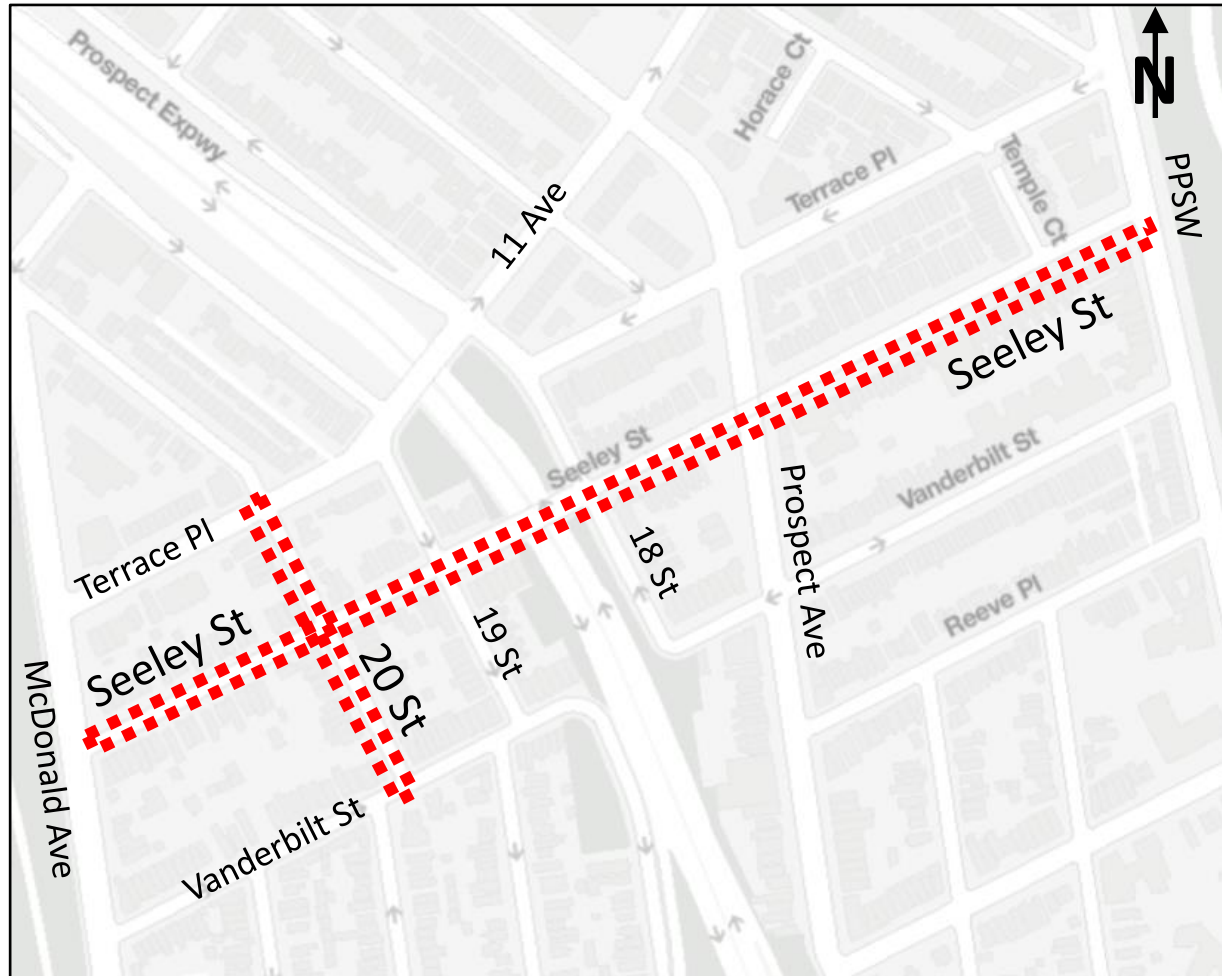 Prospect Expwy
Horace Ct
N
11 Ave
Terrace Pl
Temple Ct
PPSW
Seeley St
Seeley St
Vanderbilt St
Prospect Ave
18 St
Terrace Pl
Reeve Pl
Seeley St
19 St
20 St
McDonald Ave
Vanderbilt St